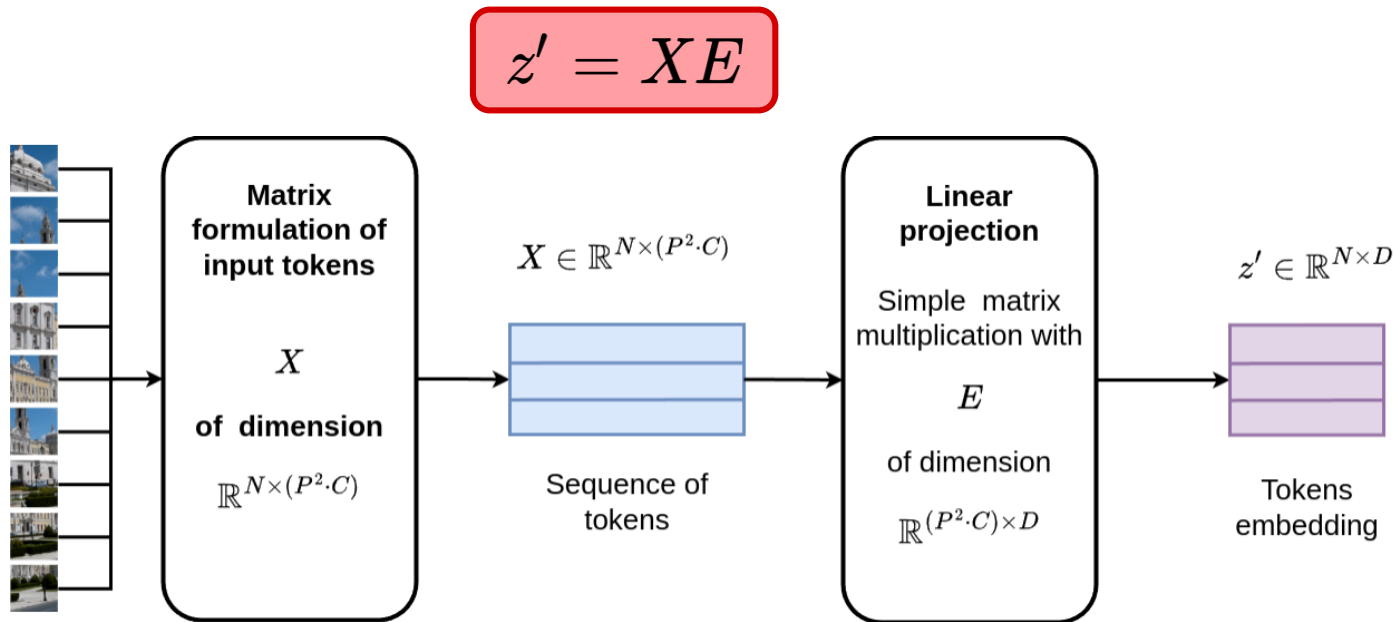 z′ = XE
Matrix
formulation of
input tokens
X
of dimension
ℝ^{N×(P²·C)}
X ∈ ℝ^{N×(P²·C)}
Sequence of
tokens
Linear
projection
Simple matrix
multiplication with
E
of dimension
ℝ^{(P²·C)×D}
z′ ∈ ℝ^{N×D}
Tokens
embedding